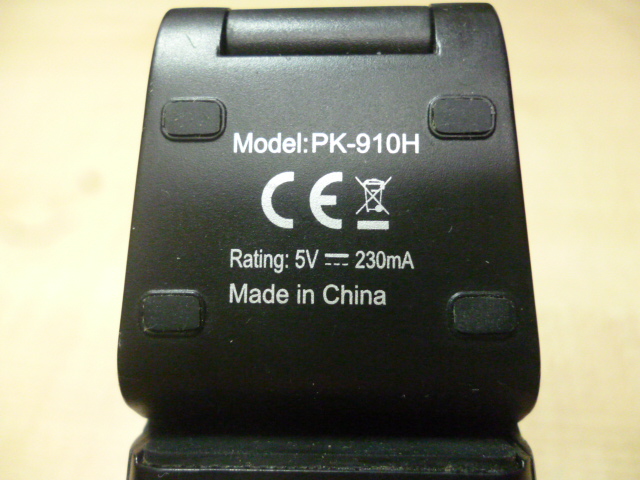 Model:PK-910H
CE
Rating: 5V ⎓ 230mA
Made in China